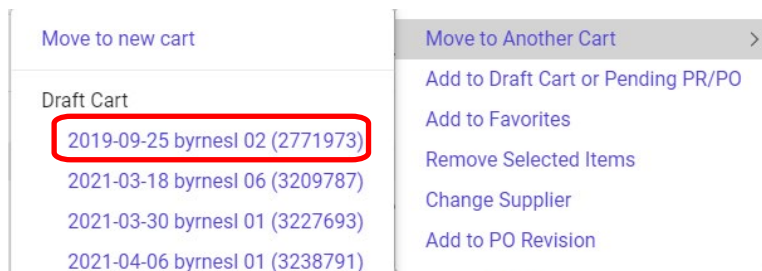 Move to new cart
Draft Cart
2019-09-25 byrnesl 02 (2771973)
2021-03-18 byrnesl 06 (3209787)
2021-03-30 byrnesl 01 (3227693)
2021-04-06 byrnesl 01 (3238791)
Move to Another Cart >
Add to Draft Cart or Pending PR/PO
Add to Favorites
Remove Selected Items
Change Supplier
Add to PO Revision